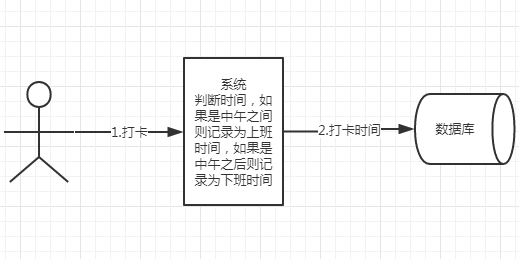 1.打卡
系统
判断时间，如
果是中午之间
则记录为上班
时间，如果是
中午之后则记
录为下班时间
2.打卡时间
数据库